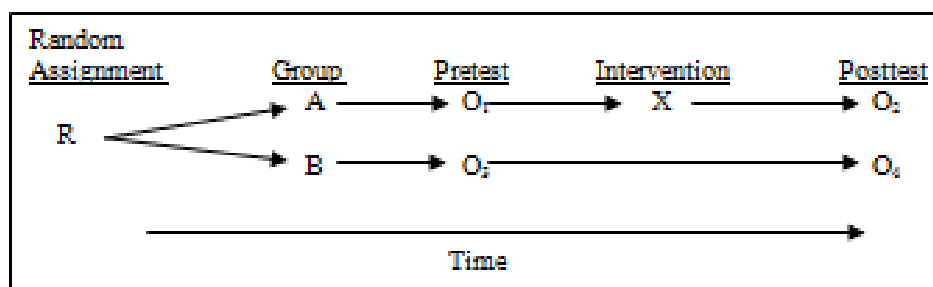 Random
Assignment Group Pretest Intervention Posttest
A O₁ X O₂
R
B O₃ O₄
Time